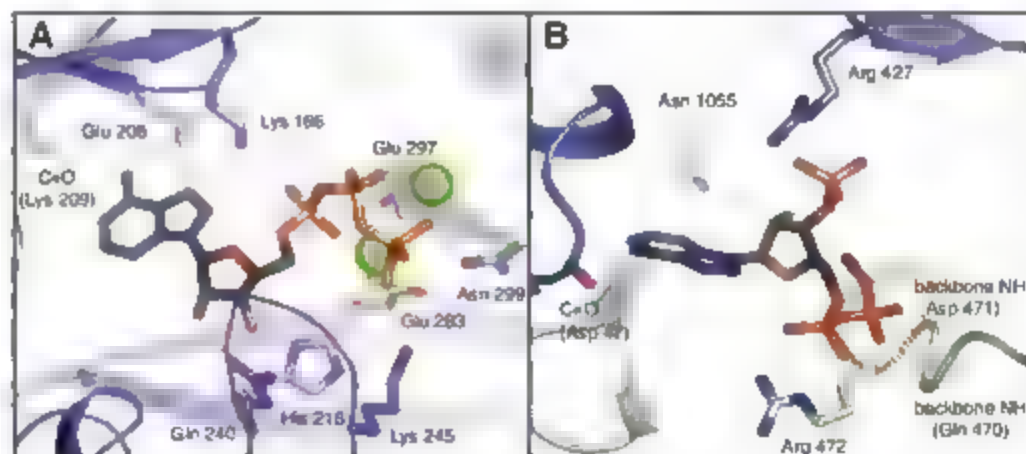 A
B
Arg 427
Asn 1055
Glu 208
Lys 166
Glu 297
C=O
(Lys 209)
Asn 299
Glu 283
backbone NH
Asp 471)
C=O
His 216
Gln 240
Lys 245
Arg 472
backbone NH
(Gln 470)